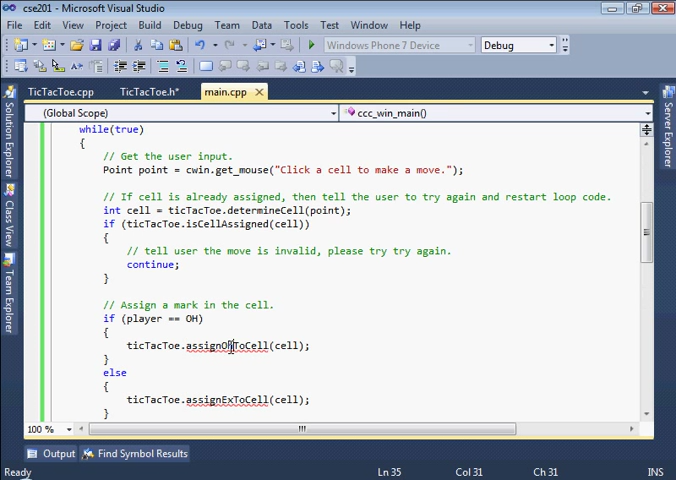 cse201 - Microsoft Visual Studio
File Edit View Project Build Debug Team Data Tools Test Window Help
Windows Phone 7 Device Debug
TicTacToe.cpp TicTacToe.h* main.cpp
(Global Scope) ccc_win_main()
while(true)
{
// Get the user input.
Point point = cwin.get_mouse("Click a cell to make a move.");
// If cell is already assigned, then tell the user to try again and restart loop code.
int cell = ticTacToe.determineCell(point);
if (ticTacToe.isCellAssigned(cell))
{
// tell user the move is invalid, please try try again.
continue;
}
// Assign a mark in the cell.
if (player == OH)
{
ticTacToe.assignOhToCell(cell);
}
else
{
ticTacToe.assignExToCell(cell);
}
100 %
Output Find Symbol Results
Ready Ln 35 Col 31 Ch 31 INS
Solution Explorer
Class View
Team Explorer
Server Explorer